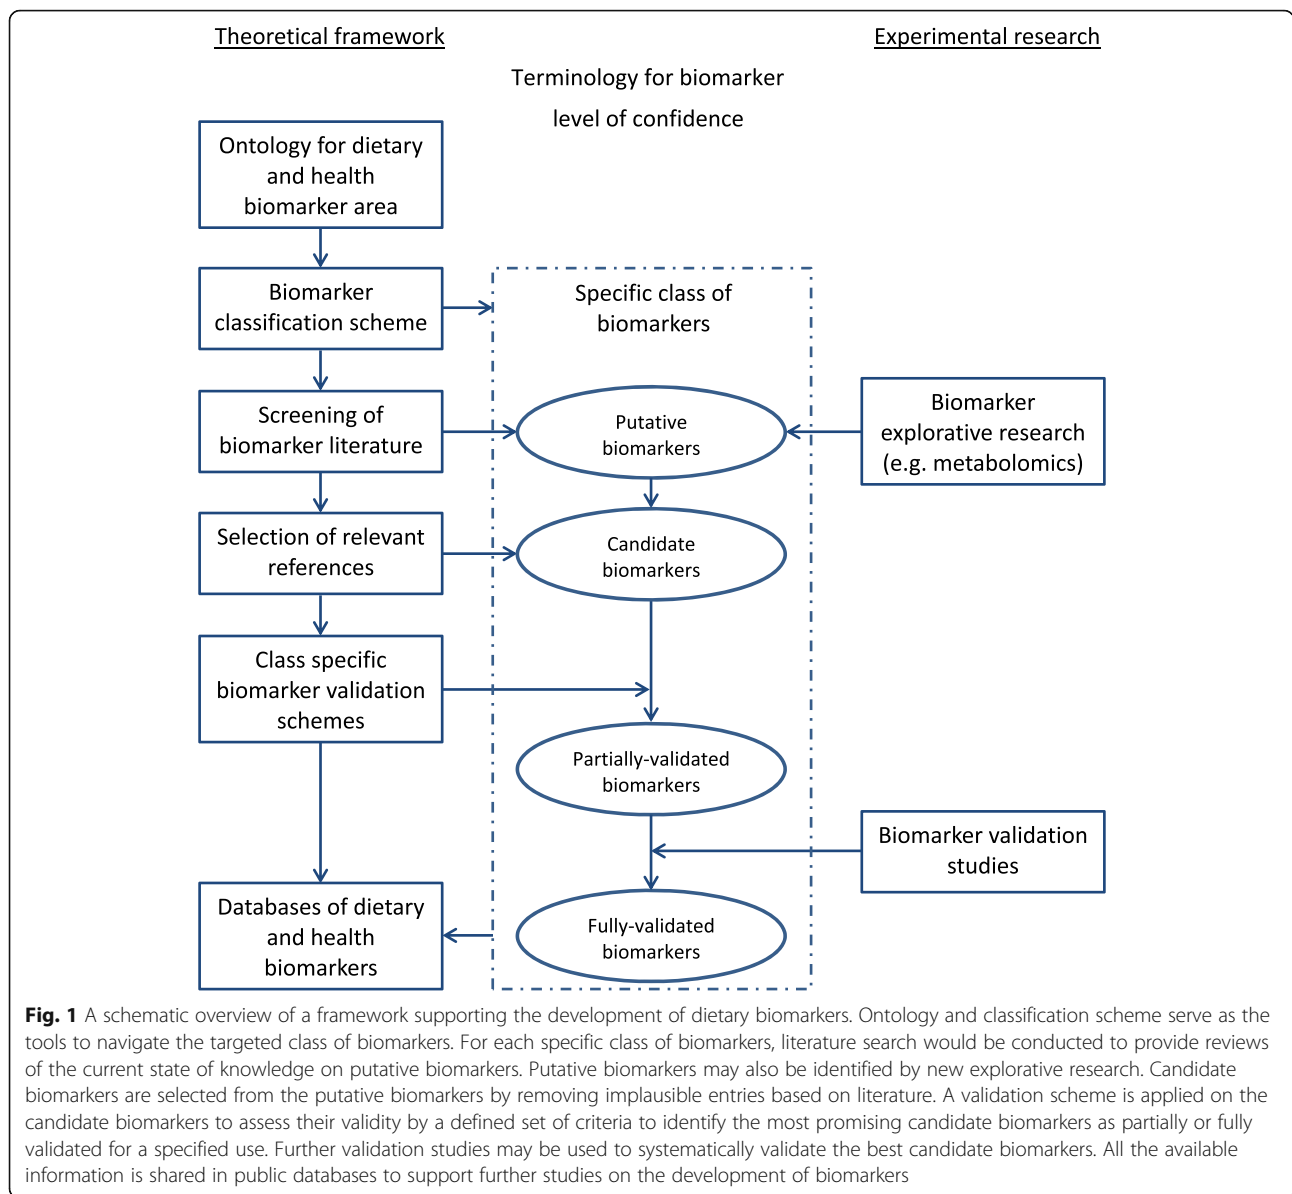 Theoretical framework
Experimental research
Terminology for biomarker
level of confidence
Ontology for dietary
and health
biomarker area
Biomarker
classification scheme
Specific class of
biomarkers
Screening of
biomarker literature
Putative
biomarkers
Biomarker
explorative research
(e.g. metabolomics)
Selection of relevant
references
Candidate
biomarkers
Class specific
biomarker validation
schemes
Partially-validated
biomarkers
Biomarker validation
studies
Databases of dietary
and health
biomarkers
Fully-validated
biomarkers
Fig. 1 A schematic overview of a framework supporting the development of dietary biomarkers. Ontology and classification scheme serve as the
tools to navigate the targeted class of biomarkers. For each specific class of biomarkers, literature search would be conducted to provide reviews
of the current state of knowledge on putative biomarkers. Putative biomarkers may also be identified by new explorative research. Candidate
biomarkers are selected from the putative biomarkers by removing implausible entries based on literature. A validation scheme is applied on the
candidate biomarkers to assess their validity by a defined set of criteria to identify the most promising candidate biomarkers as partially or fully
validated for a specified use. Further validation studies may be used to systematically validate the best candidate biomarkers. All the available
information is shared in public databases to support further studies on the development of biomarkers